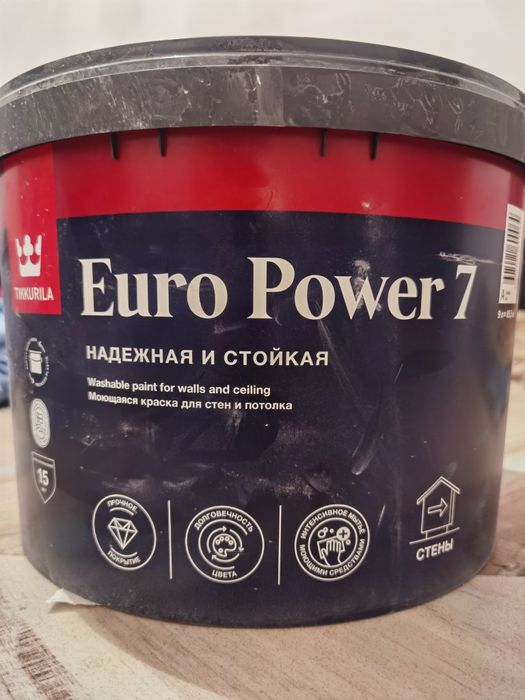 TIKKURILA
Euro Power 7
НАДЕЖНАЯ И СТОЙКАЯ
Washable paint for walls and ceiling
Моющаяся краска для стен и потолка
15
ПРОЧНОЕ
ПОКРЫТИЕ
ДОЛГОВЕЧНОСТЬ
ЦВЕТА
ИНТЕНСИВНОЕ МЫТЬЕ
МОЮЩИМИ СРЕДСТВАМИ
СТЕНЫ
A